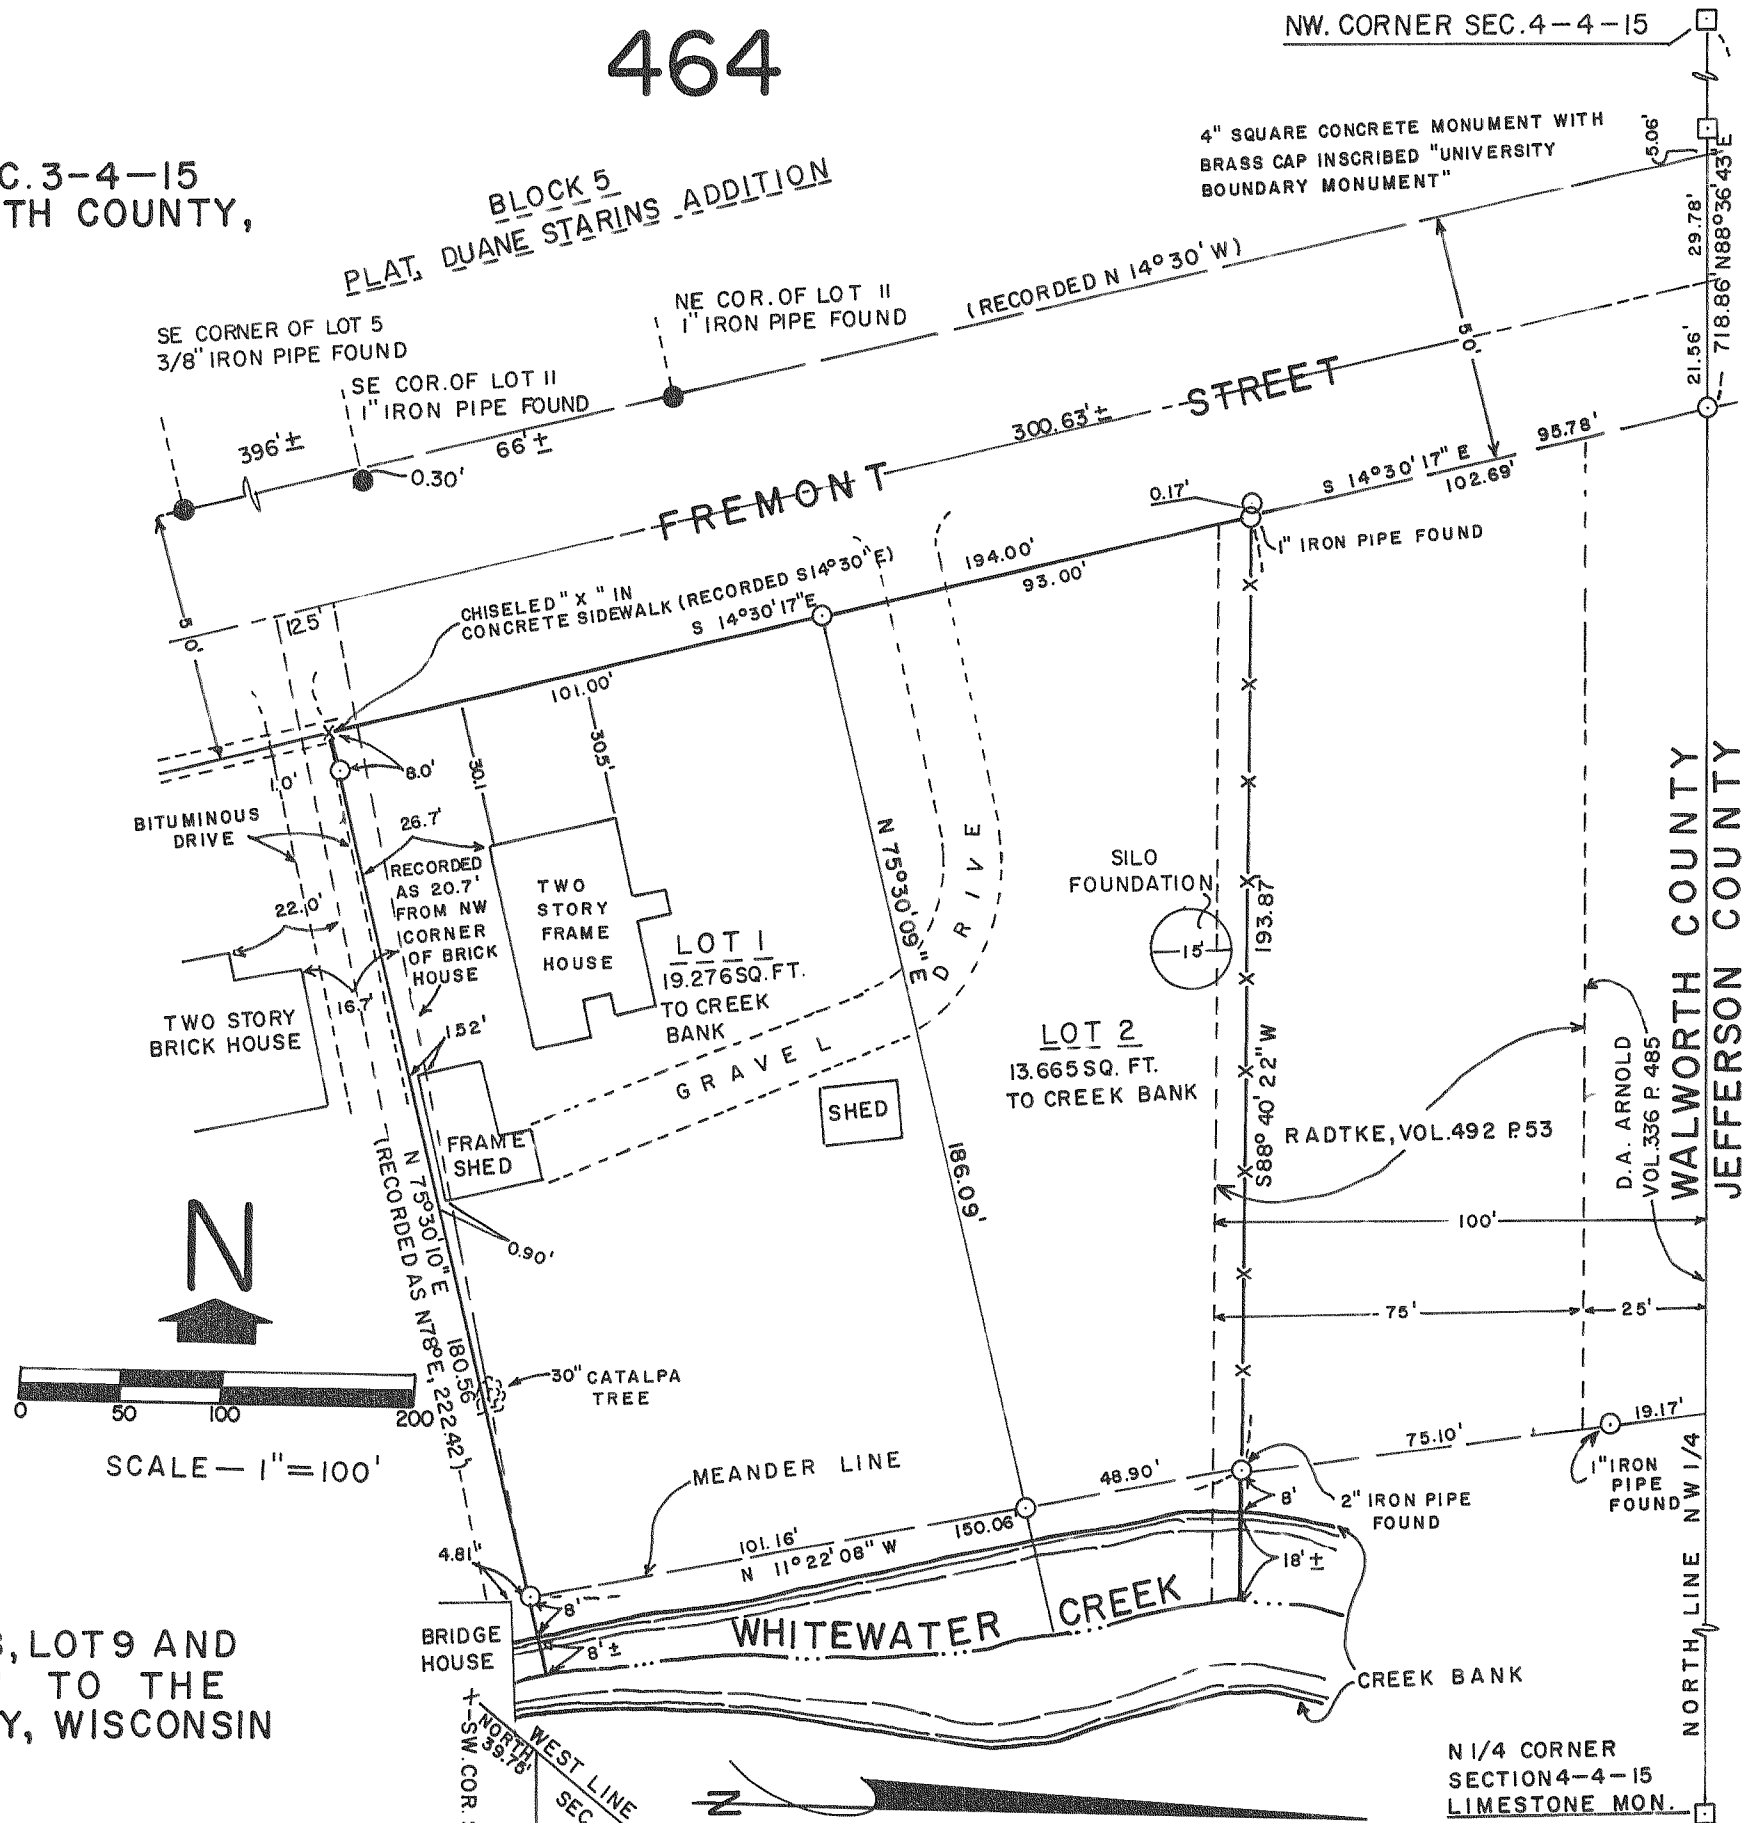 464
NW. CORNER SEC. 4-4-15
C. 3-4-15
TH COUNTY,
BLOCK 5
PLAT, DUANE STARINS ADDITION
4" SQUARE CONCRETE MONUMENT WITH
BRASS CAP INSCRIBED "UNIVERSITY
BOUNDARY MONUMENT"
5.06'
29.78'
718.86' N88°36'43"E
21.56'
(RECORDED N 14°30' W)
50'
SE CORNER OF LOT 5
3/8" IRON PIPE FOUND
SE COR. OF LOT 11
1" IRON PIPE FOUND
NE COR. OF LOT 11
1" IRON PIPE FOUND
396'±
66'±
0.30'
300.63'±
FREMONT STREET
95.78'
S 14°30'17" E
102.69'
0.17'
1" IRON PIPE FOUND
194.00'
93.00'
50'
12.5'
CHISELED "X" IN
CONCRETE SIDEWALK (RECORDED S14°30' E)
S 14°30'17"E
101.00'
30.1
30.5'
8.0'
1.0'
BITUMINOUS
DRIVE
26.7'
RECORDED
AS 20.7'
FROM NW
CORNER
OF BRICK
HOUSE
22.0'
16.7'
TWO STORY
BRICK HOUSE
TWO
STORY
FRAME
HOUSE
LOT 1
19.276 SQ. FT.
TO CREEK
BANK
N 75°30'09" E
186.09'
GRAVEL DRIVE
SILO
FOUNDATION
15'
193.87
S88°40'22"W
LOT 2
13.665 SQ. FT.
TO CREEK BANK
SHED
1.52'
FRAME
SHED
0.90'
N 75°30'10" E
180.56
(RECORDED AS N78°E, 222.42')
RADTKE, VOL. 492 P. 53
D. A. ARNOLD
VOL. 336 P. 485
WALWORTH COUNTY
JEFFERSON COUNTY
100'
75'
25'
N
0 50 100 200
SCALE — 1"=100'
30" CATALPA
TREE
MEANDER LINE
101.16'
150.06'
N 11°22'08" W
48.90'
75.10'
19.17'
1" IRON
PIPE
FOUND
2" IRON PIPE
FOUND
8'
18'±
4.81'
8'
8'±
BRIDGE
HOUSE
WHITEWATER CREEK
CREEK BANK
, LOT 9 AND
TO THE
Y, WISCONSIN
SW. COR.
NORTH
39.75'
WEST LINE
SEC
N
NORTH LINE NW 1/4
N 1/4 CORNER
SECTION 4-4-15
LIMESTONE MON.